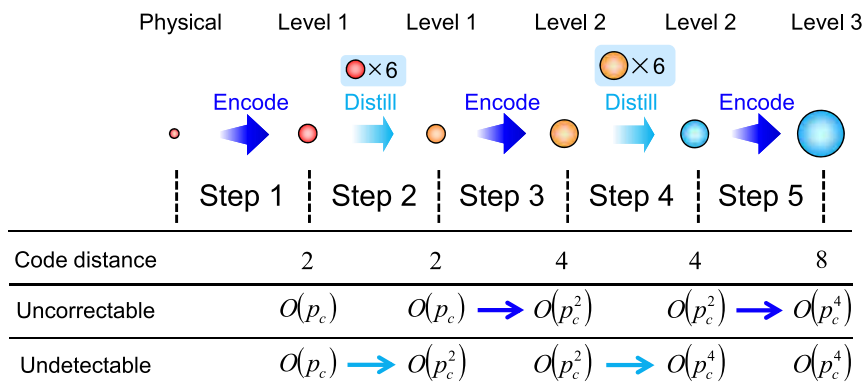 Physical Level 1 Level 1 Level 2 Level 2 Level 3
×6 ×6
Encode Distill Encode Distill Encode
Step 1 Step 2 Step 3 Step 4 Step 5
Code distance 2 2 4 4 8
Uncorrectable O(p_c) O(p_c) O(p_c^2) O(p_c^2) O(p_c^4)
Undetectable O(p_c) O(p_c^2) O(p_c^2) O(p_c^4) O(p_c^4)